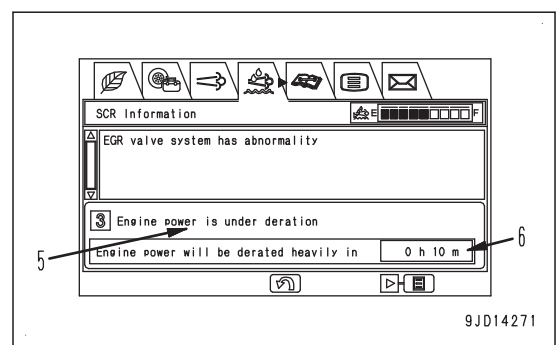 SCR Information
E F
EGR valve system has abnormality
3 Engine power is under deration
Engine power will be derated heavily in 0 h 10 m
5
6
9JD14271